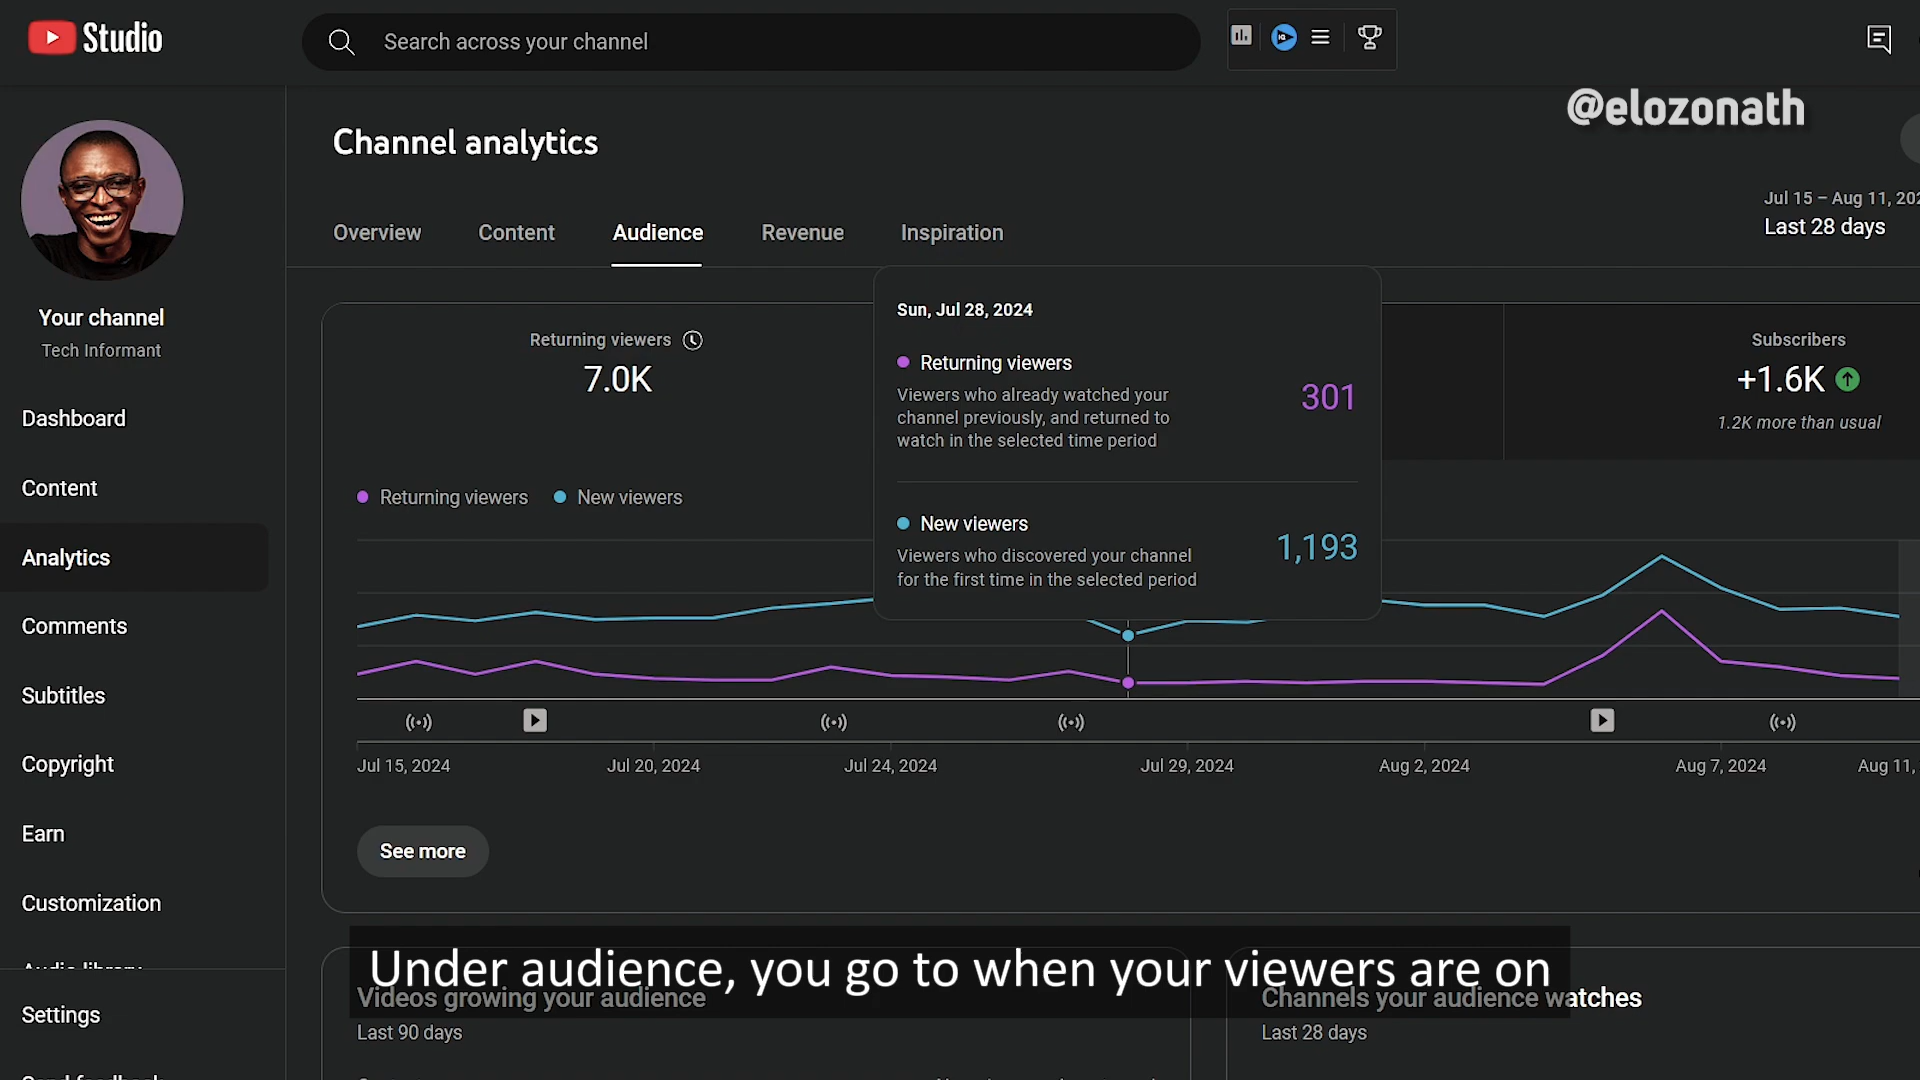 Studio
Search across your channel
@elozonath
Channel analytics
Jul 15 – Aug 11, 202
Last 28 days
Overview
Content
Audience
Revenue
Inspiration
Your channel
Tech Informant
Dashboard
Content
Analytics
Comments
Subtitles
Copyright
Earn
Customization
Audio library
Settings
Send feedback
Returning viewers
7.0K
Sun, Jul 28, 2024
Returning viewers
Viewers who already watched your
channel previously, and returned to
watch in the selected time period
301
New viewers
Viewers who discovered your channel
for the first time in the selected period
1,193
Subscribers
+1.6K
1.2K more than usual
Returning viewers
New viewers
Jul 15, 2024
Jul 20, 2024
Jul 24, 2024
Jul 29, 2024
Aug 2, 2024
Aug 7, 2024
Aug 11,
See more
Under audience, you go to when your viewers are on
Videos growing your audience
Last 90 days
Channels your audience watches
Last 28 days